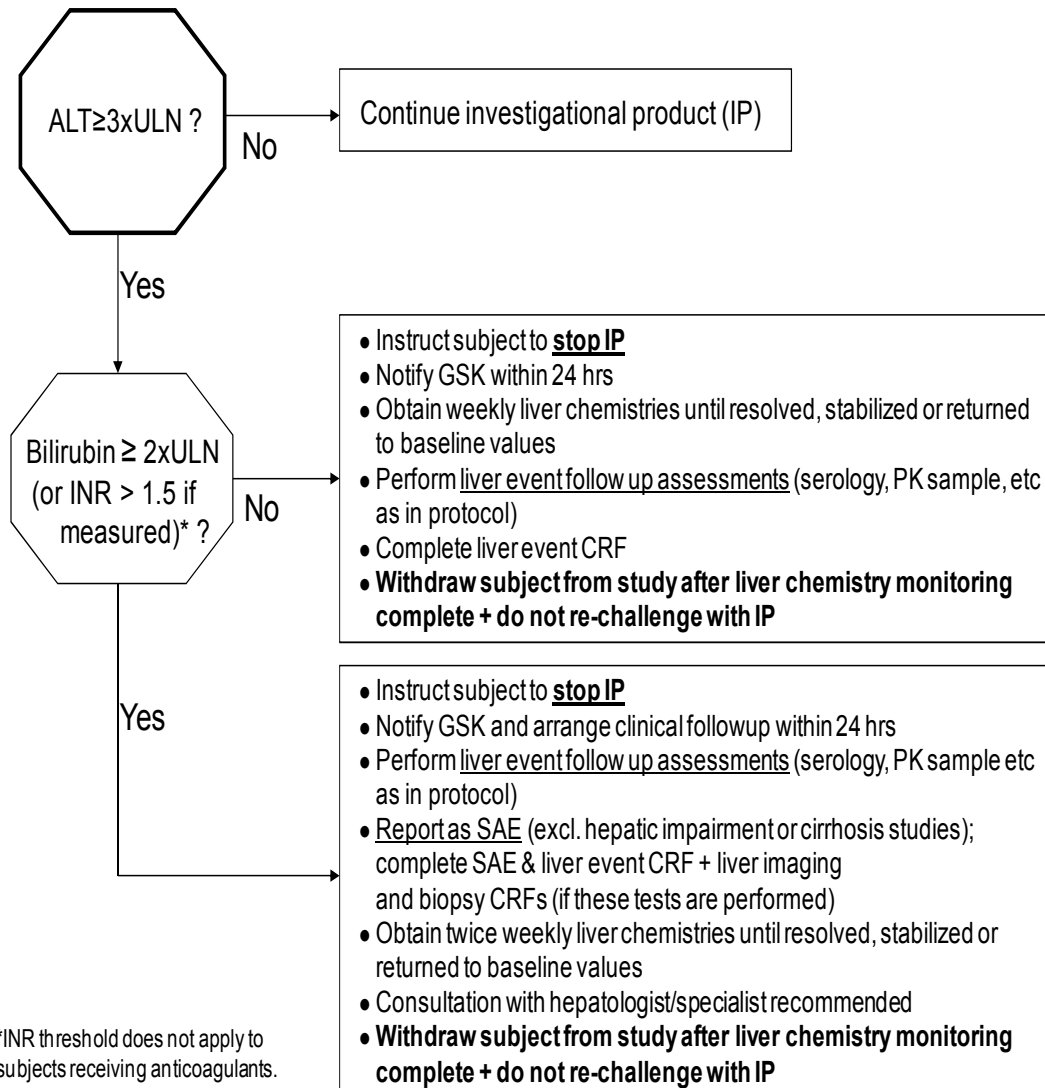 ALT≥3xULN ?
No
Continue investigational product (IP)
Yes
Bilirubin ≥ 2xULN
(or INR > 1.5 if
measured)* ?
No
• Instruct subject to stop IP
• Notify GSK within 24 hrs
• Obtain weekly liver chemistries until resolved, stabilized or returned
to baseline values
• Perform liver event follow up assessments (serology, PK sample, etc
as in protocol)
• Complete liver event CRF
• Withdraw subject from study after liver chemistry monitoring
complete + do not re-challenge with IP
Yes
• Instruct subject to stop IP
• Notify GSK and arrange clinical followup within 24 hrs
• Perform liver event follow up assessments (serology, PK sample etc
as in protocol)
• Report as SAE (excl. hepatic impairment or cirrhosis studies);
complete SAE & liver event CRF + liver imaging
and biopsy CRFs (if these tests are performed)
• Obtain twice weekly liver chemistries until resolved, stabilized or
returned to baseline values
• Consultation with hepatologist/specialist recommended
• Withdraw subject from study after liver chemistry monitoring
complete + do not re-challenge with IP
*INR threshold does not apply to
subjects receiving anticoagulants.